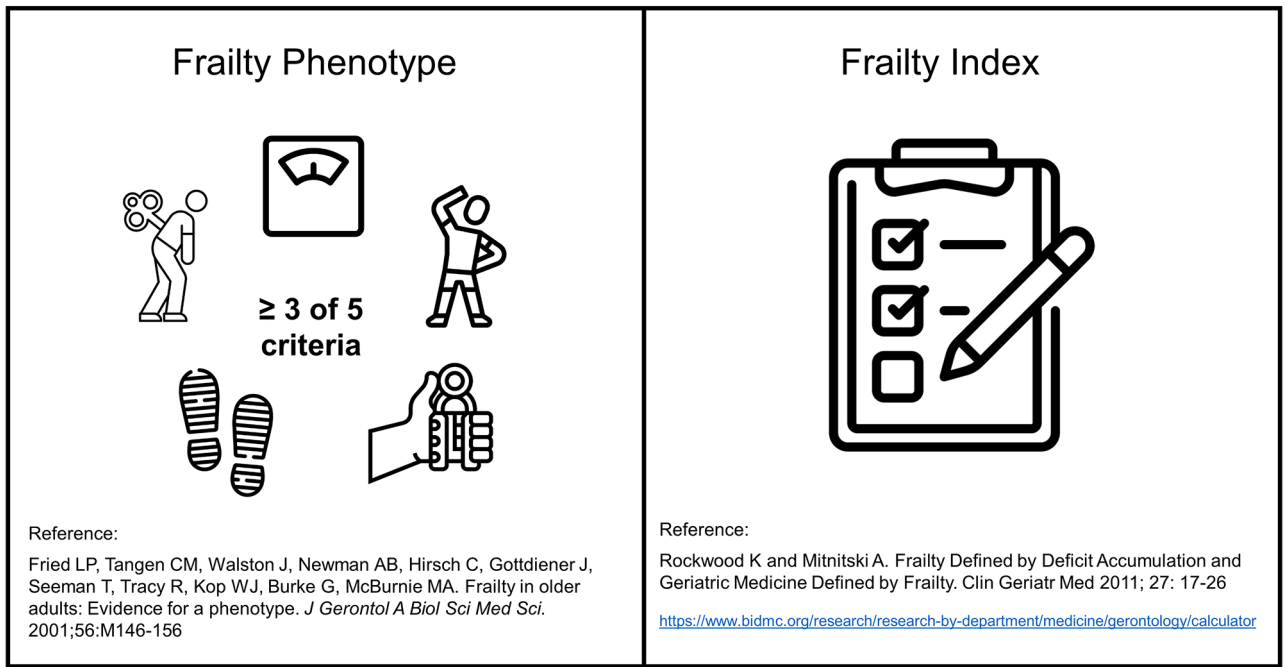 Frailty Phenotype
≥ 3 of 5
criteria
Reference:
Fried LP, Tangen CM, Walston J, Newman AB, Hirsch C, Gottdiener J,
Seeman T, Tracy R, Kop WJ, Burke G, McBurnie MA. Frailty in older
adults: Evidence for a phenotype. J Gerontol A Biol Sci Med Sci.
2001;56:M146-156
Frailty Index
Reference:
Rockwood K and Mitnitski A. Frailty Defined by Deficit Accumulation and
Geriatric Medicine Defined by Frailty. Clin Geriatr Med 2011; 27: 17-26
https://www.bidmc.org/research/research-by-department/medicine/gerontology/calculator